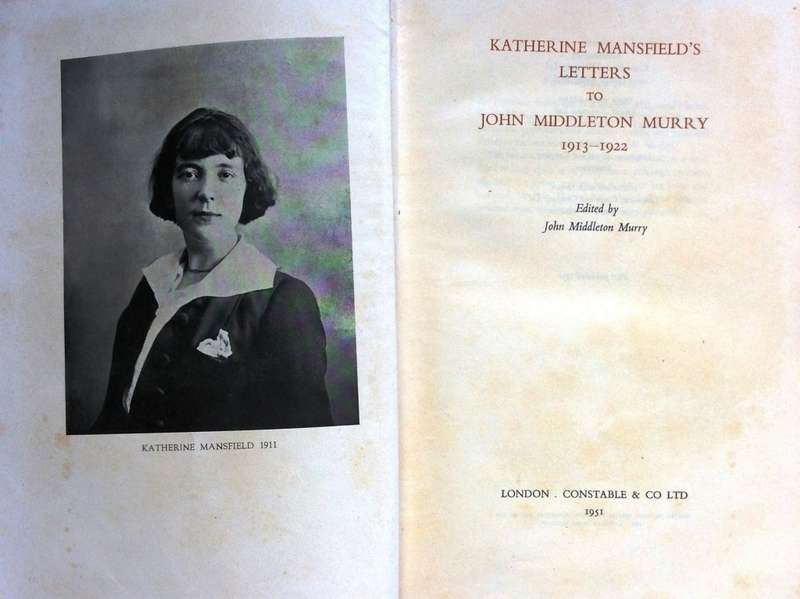 KATHERINE MANSFIELD 1911
KATHERINE MANSFIELD'S
LETTERS
TO
JOHN MIDDLETON MURRY
1913–1922
Edited by
John Middleton Murry
LONDON . CONSTABLE & CO LTD
1951